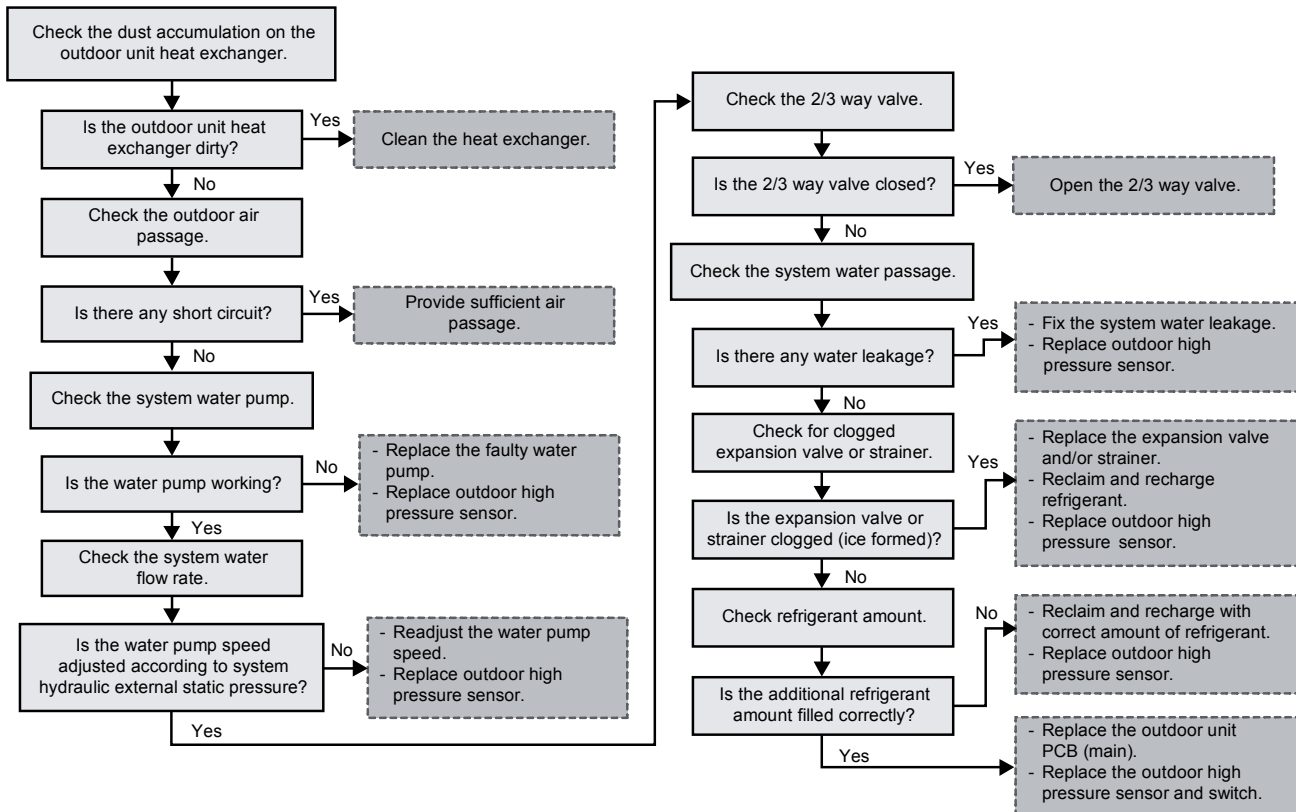 Check the dust accumulation on the
outdoor unit heat exchanger.
Is the outdoor unit heat
exchanger dirty?
Yes
Clean the heat exchanger.
No
Check the outdoor air
passage.
Is there any short circuit?
Yes
Provide sufficient air
passage.
No
Check the system water pump.
Is the water pump working?
No
- Replace the faulty water
pump.
- Replace outdoor high
pressure sensor.
Yes
Check the system water
flow rate.
Is the water pump speed
adjusted according to system
hydraulic external static pressure?
No
- Readjust the water pump
speed.
- Replace outdoor high
pressure sensor.
Yes
Check the 2/3 way valve.
Is the 2/3 way valve closed?
Yes
Open the 2/3 way valve.
No
Check the system water passage.
Is there any water leakage?
Yes
- Fix the system water leakage.
- Replace outdoor high
pressure sensor.
No
Check for clogged
expansion valve or strainer.
Is the expansion valve or
strainer clogged (ice formed)?
Yes
- Replace the expansion valve
and/or strainer.
- Reclaim and recharge
refrigerant.
- Replace outdoor high
pressure sensor.
No
Check refrigerant amount.
Is the additional refrigerant
amount filled correctly?
No
- Reclaim and recharge with
correct amount of refrigerant.
- Replace outdoor high
pressure sensor.
Yes
- Replace the outdoor unit
PCB (main).
- Replace the outdoor high
pressure sensor and switch.